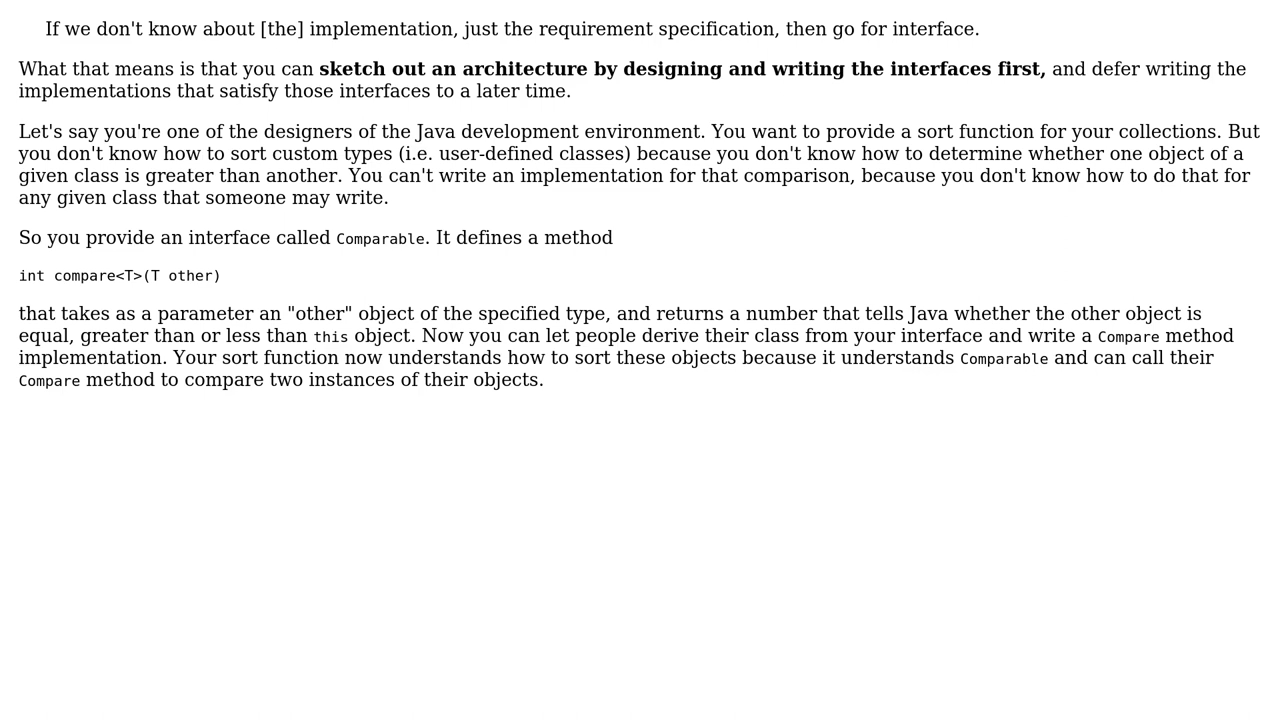 If we don't know about [the] implementation, just the requirement specification, then go for interface.
What that means is that you can sketch out an architecture by designing and writing the interfaces first, and defer writing the
implementations that satisfy those interfaces to a later time.
Let's say you're one of the designers of the Java development environment. You want to provide a sort function for your collections. But
you don't know how to sort custom types (i.e. user-defined classes) because you don't know how to determine whether one object of a
given class is greater than another. You can't write an implementation for that comparison, because you don't know how to do that for
any given class that someone may write.
So you provide an interface called Comparable. It defines a method
int compare<T>(T other)
that takes as a parameter an "other" object of the specified type, and returns a number that tells Java whether the other object is
equal, greater than or less than this object. Now you can let people derive their class from your interface and write a Compare method
implementation. Your sort function now understands how to sort these objects because it understands Comparable and can call their
Compare method to compare two instances of their objects.